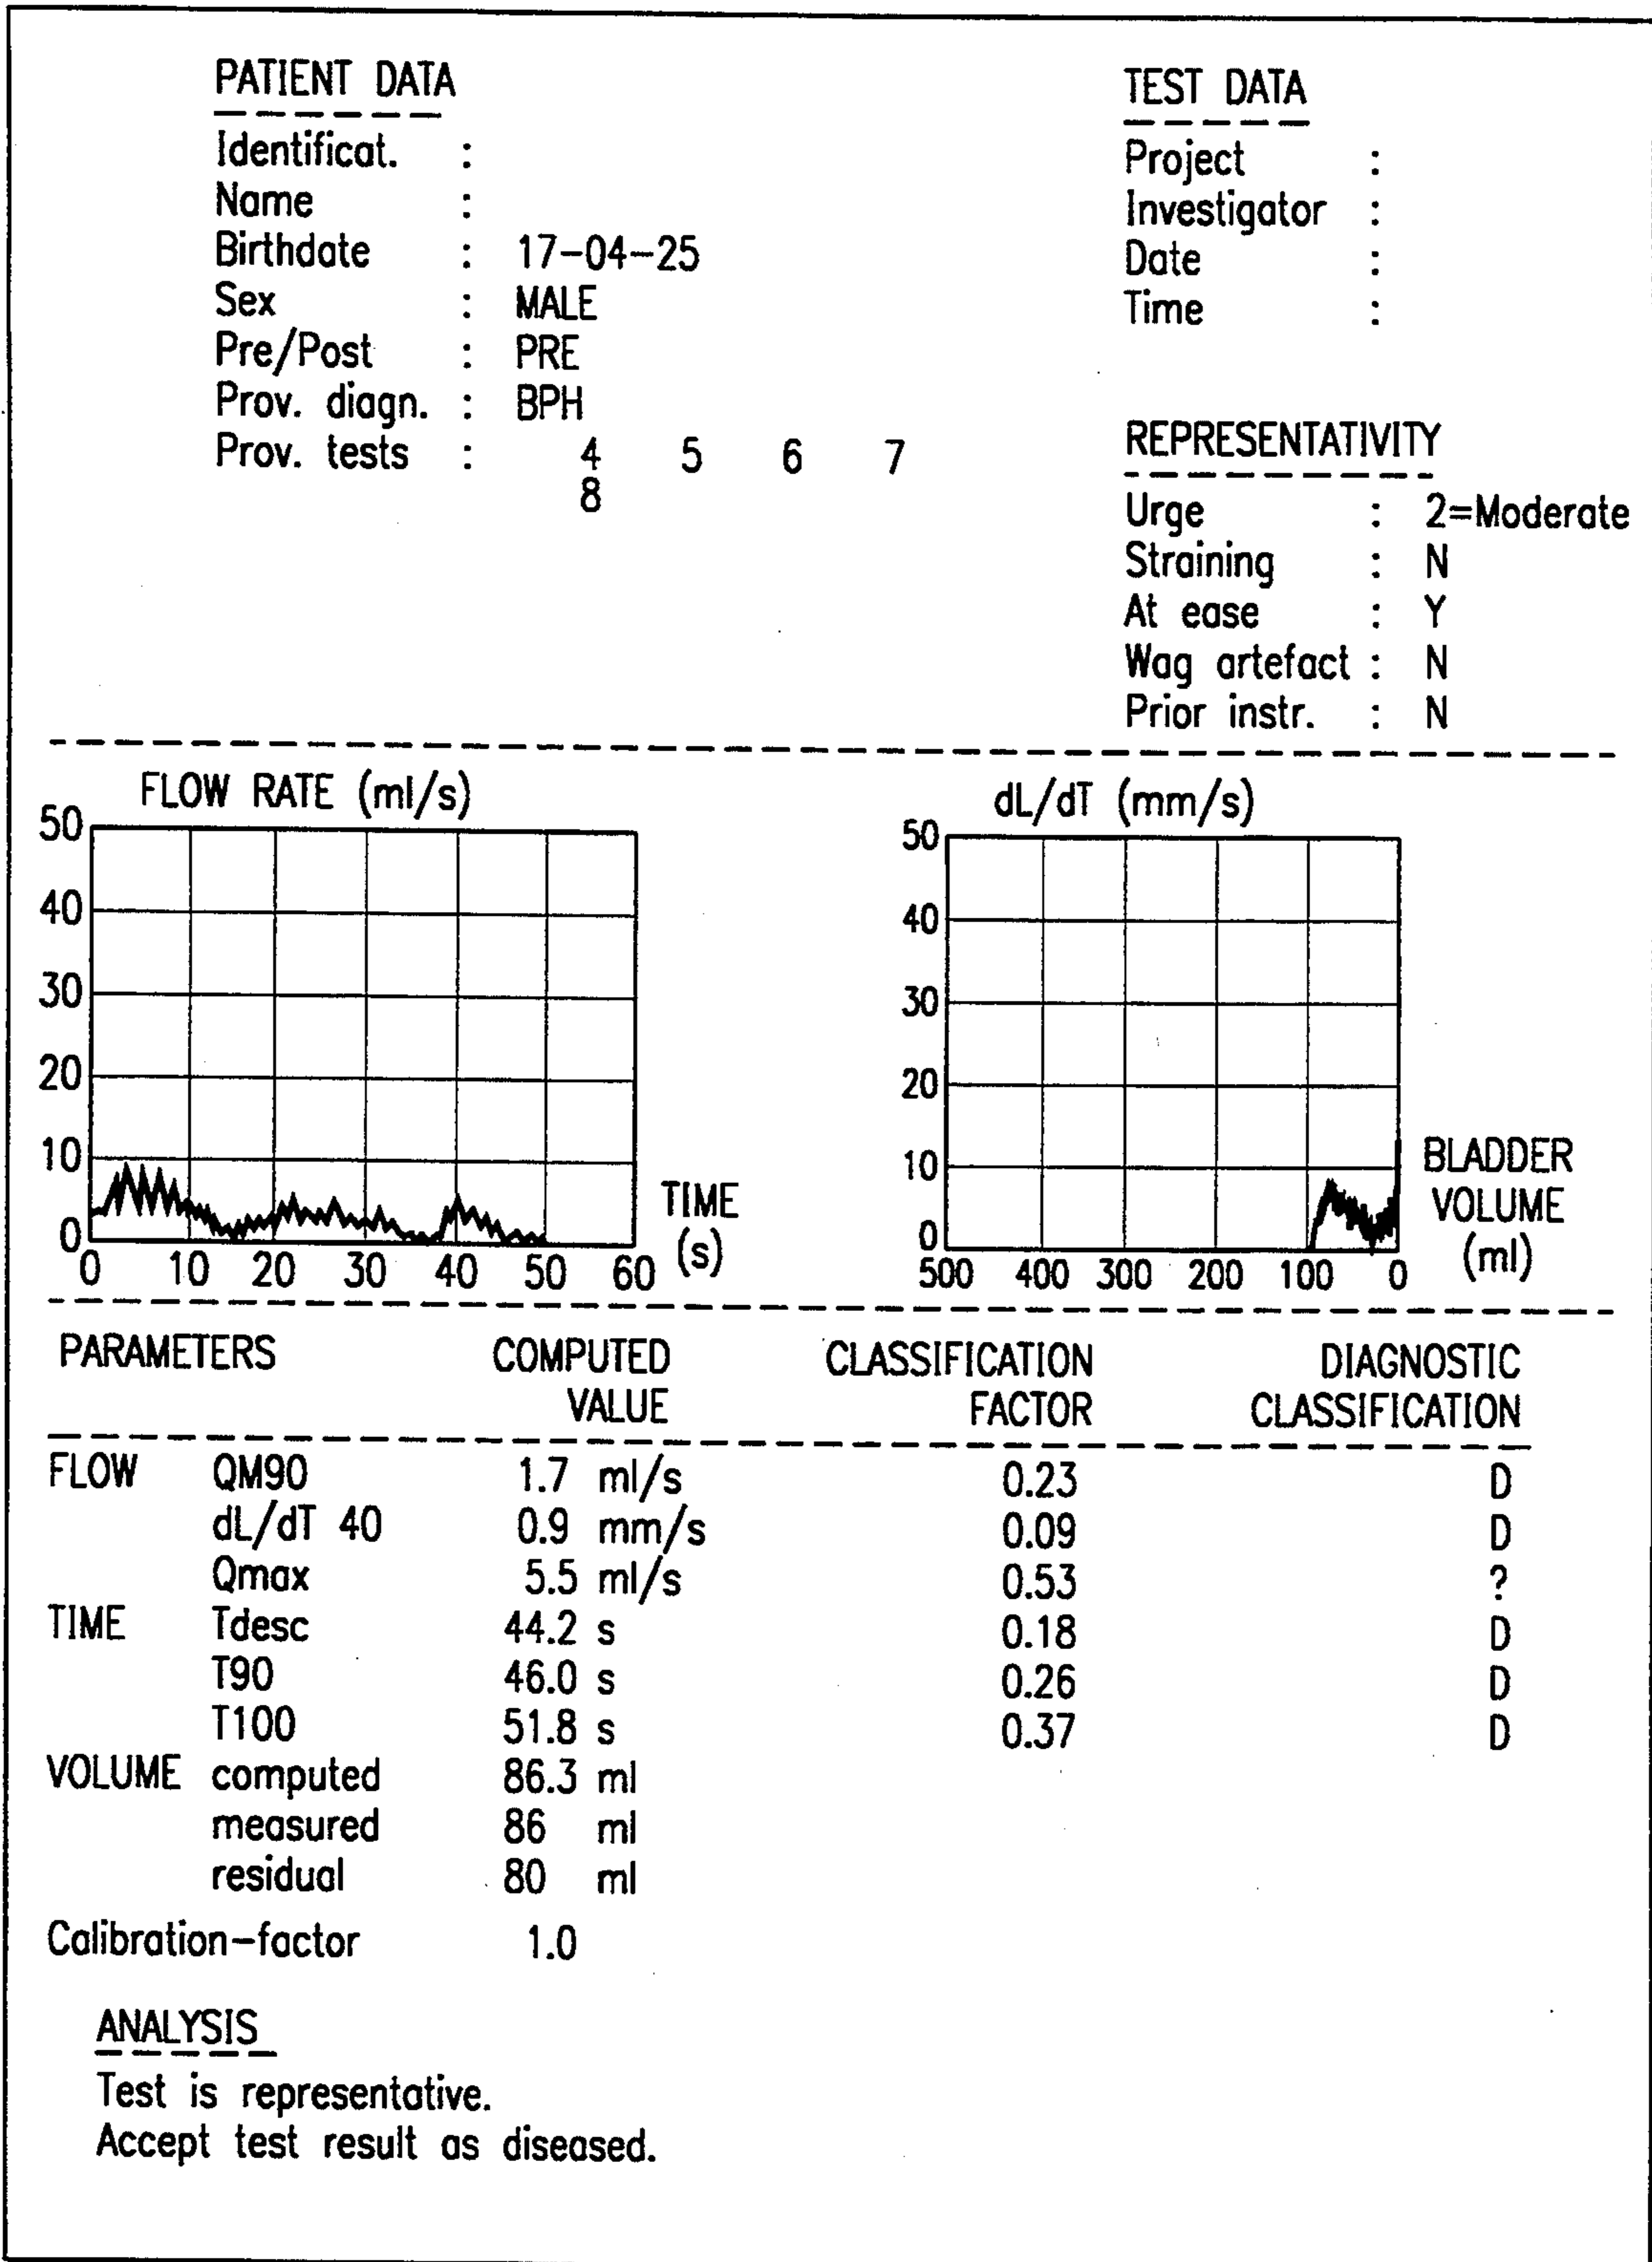 PATIENT DATA
Identificat. :
Name :
Birthdate : 17-04-25
Sex : MALE
Pre/Post : PRE
Prov. diagn. : BPH
Prov. tests : 4 5 6 7
8
TEST DATA
Project :
Investigator :
Date :
Time :
REPRESENTATIVITY
Urge : 2=Moderate
Straining : N
At ease : Y
Wag artefact : N
Prior instr. : N
FLOW RATE (ml/s)
50
40
30
20
10
0
0 10 20 30 40 50 60
TIME
(s)
dL/dT (mm/s)
50
40
30
20
10
0
500 400 300 200 100 0
BLADDER
VOLUME
(ml)
PARAMETERS COMPUTED CLASSIFICATION DIAGNOSTIC
VALUE FACTOR CLASSIFICATION
FLOW QM90 1.7 ml/s 0.23 D
dL/dT 40 0.9 mm/s 0.09 D
Qmax 5.5 ml/s 0.53 ?
TIME Tdesc 44.2 s 0.18 D
T90 46.0 s 0.26 D
T100 51.8 s 0.37 D
VOLUME computed 86.3 ml
measured 86 ml
residual 80 ml
Calibration-factor 1.0
ANALYSIS
Test is representative.
Accept test result as diseased.